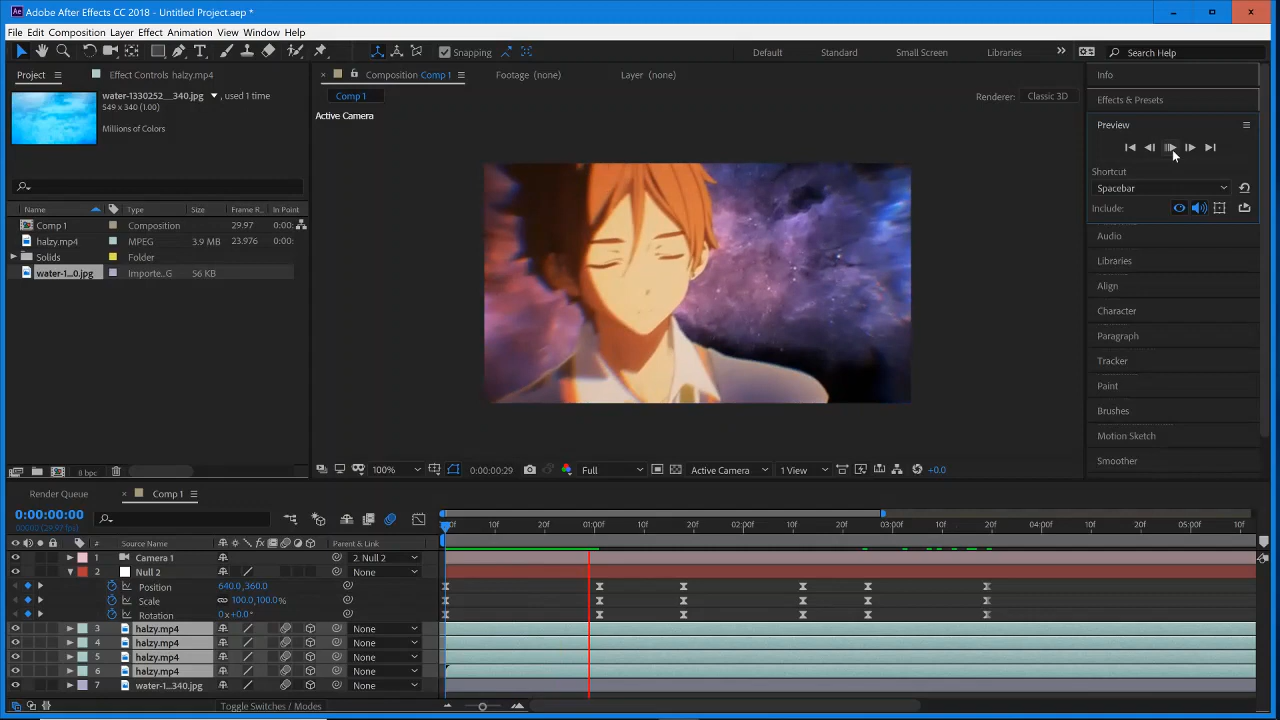 Adobe After Effects CC 2018 - Untitled Project.aep *
File Edit Composition Layer Effect Animation View Window Help
Snapping
Default Standard Small Screen Libraries Search Help
Project Effect Controls halzy.mp4
water-1330252__340.jpg , used 1 time
549 x 340 (1.00)
Millions of Colors
Name Type Size Frame R... In Point
Comp 1 Composition 29.97 0:00:
halzy.mp4 MPEG 3.9 MB 23.976 0:00:
Solids Folder
water-1...0.jpg Importe...G 56 KB
8 bpc
Composition Comp 1 Footage (none) Layer (none)
Comp 1 Renderer: Classic 3D
Active Camera
100% 0:00:00:29 Full Active Camera 1 View +0.0
Info
Effects & Presets
Preview
Shortcut
Spacebar
Include:
Audio
Libraries
Align
Character
Paragraph
Tracker
Paint
Brushes
Motion Sketch
Smoother
Render Queue Comp 1
0:00:00:00
00000 (29.97 fps)
10f 20f 01:00f 10f 20f 02:00f 10f 20f 03:00f 10f 20f 04:00f 10f 20f 05:00f 10f
# Source Name Parent & Link
1 Camera 1 2. Null 2
2 Null 2 None
Position 640.0,360.0
Scale 100.0,100.0%
Rotation 0x+0.0°
3 halzy.mp4 None
4 halzy.mp4 None
5 halzy.mp4 None
6 halzy.mp4 None
7 water-1...340.jpg None
Toggle Switches / Modes